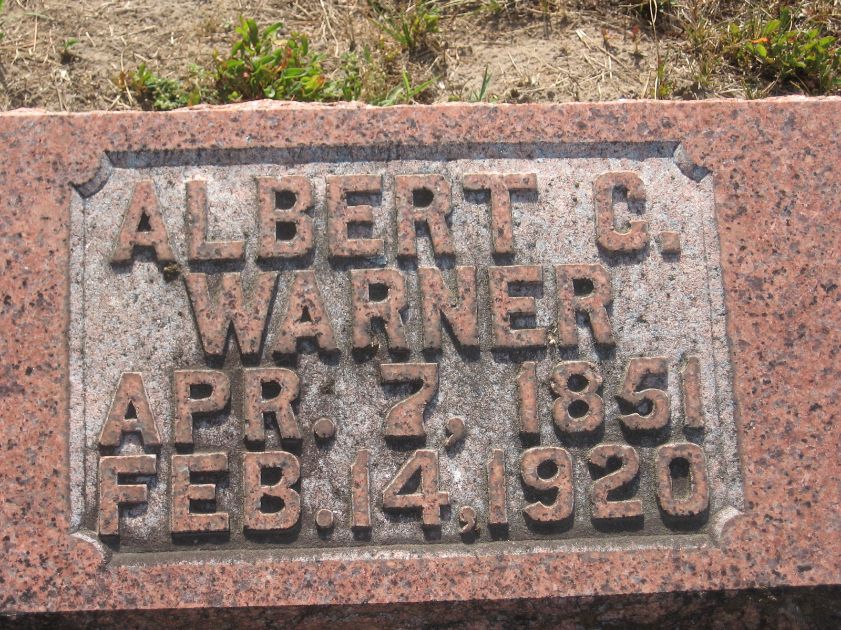 ALBERT C.
WARNER
APR. 7, 1851
FEB. 14, 1920